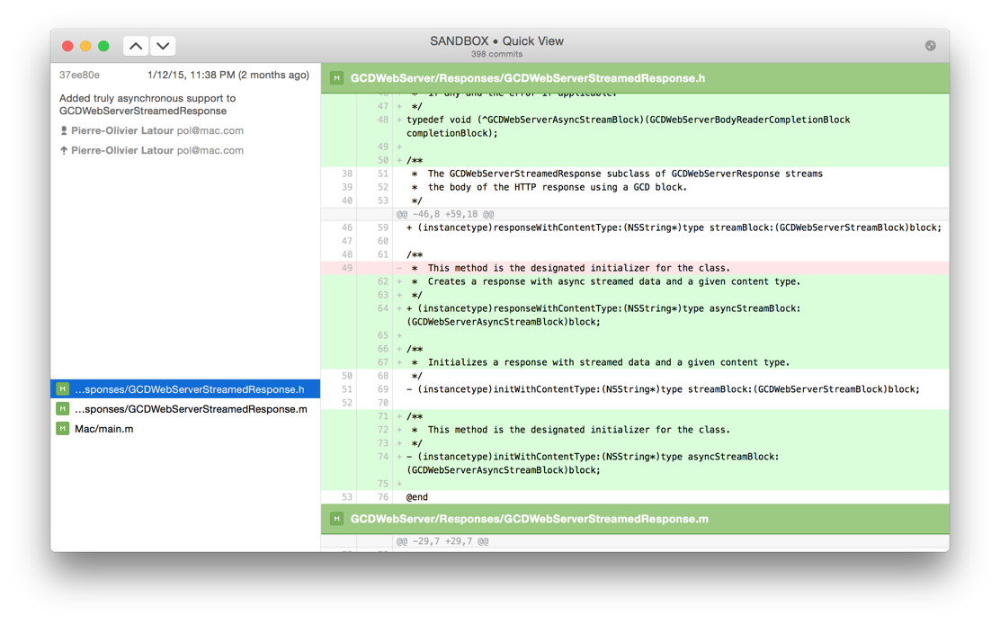 SANDBOX ● Quick View
398 commits
37ee80e 1/12/15, 11:38 PM (2 months ago)
Added truly asynchronous support to
GCDWebServerStreamedResponse
Pierre-Olivier Latour pol@mac.com
Pierre-Olivier Latour pol@mac.com
M ...sponses/GCDWebServerStreamedResponse.h
M ...sponses/GCDWebServerStreamedResponse.m
M Mac/main.m
M GCDWebServer/Responses/GCDWebServerStreamedResponse.h
46 + * if any and the error if applicable.
47 + */
48 + typedef void (^GCDWebServerAsyncStreamBlock)(GCDWebServerBodyReaderCompletionBlock
completionBlock);
49 +
50 + /**
38 51 * The GCDWebServerStreamedResponse subclass of GCDWebServerResponse streams
39 52 * the body of the HTTP response using a GCD block.
40 53 */
@@ -46,8 +59,18 @@
46 59 + (instancetype)responseWithContentType:(NSString*)type streamBlock:(GCDWebServerStreamBlock)block;
47 60
48 61 /**
49 - * This method is the designated initializer for the class.
62 + * Creates a response with async streamed data and a given content type.
63 + */
64 + + (instancetype)responseWithContentType:(NSString*)type asyncStreamBlock:
(GCDWebServerAsyncStreamBlock)block;
65 +
66 + /**
67 + * Initializes a response with streamed data and a given content type.
50 68 */
51 69 - (instancetype)initWithContentType:(NSString*)type streamBlock:(GCDWebServerStreamBlock)block;
52 70
71 + /**
72 + * This method is the designated initializer for the class.
73 + */
74 + - (instancetype)initWithContentType:(NSString*)type asyncStreamBlock:
(GCDWebServerAsyncStreamBlock)block;
75 +
53 76 @end
M GCDWebServer/Responses/GCDWebServerStreamedResponse.m
@@ -29,7 +29,7 @@